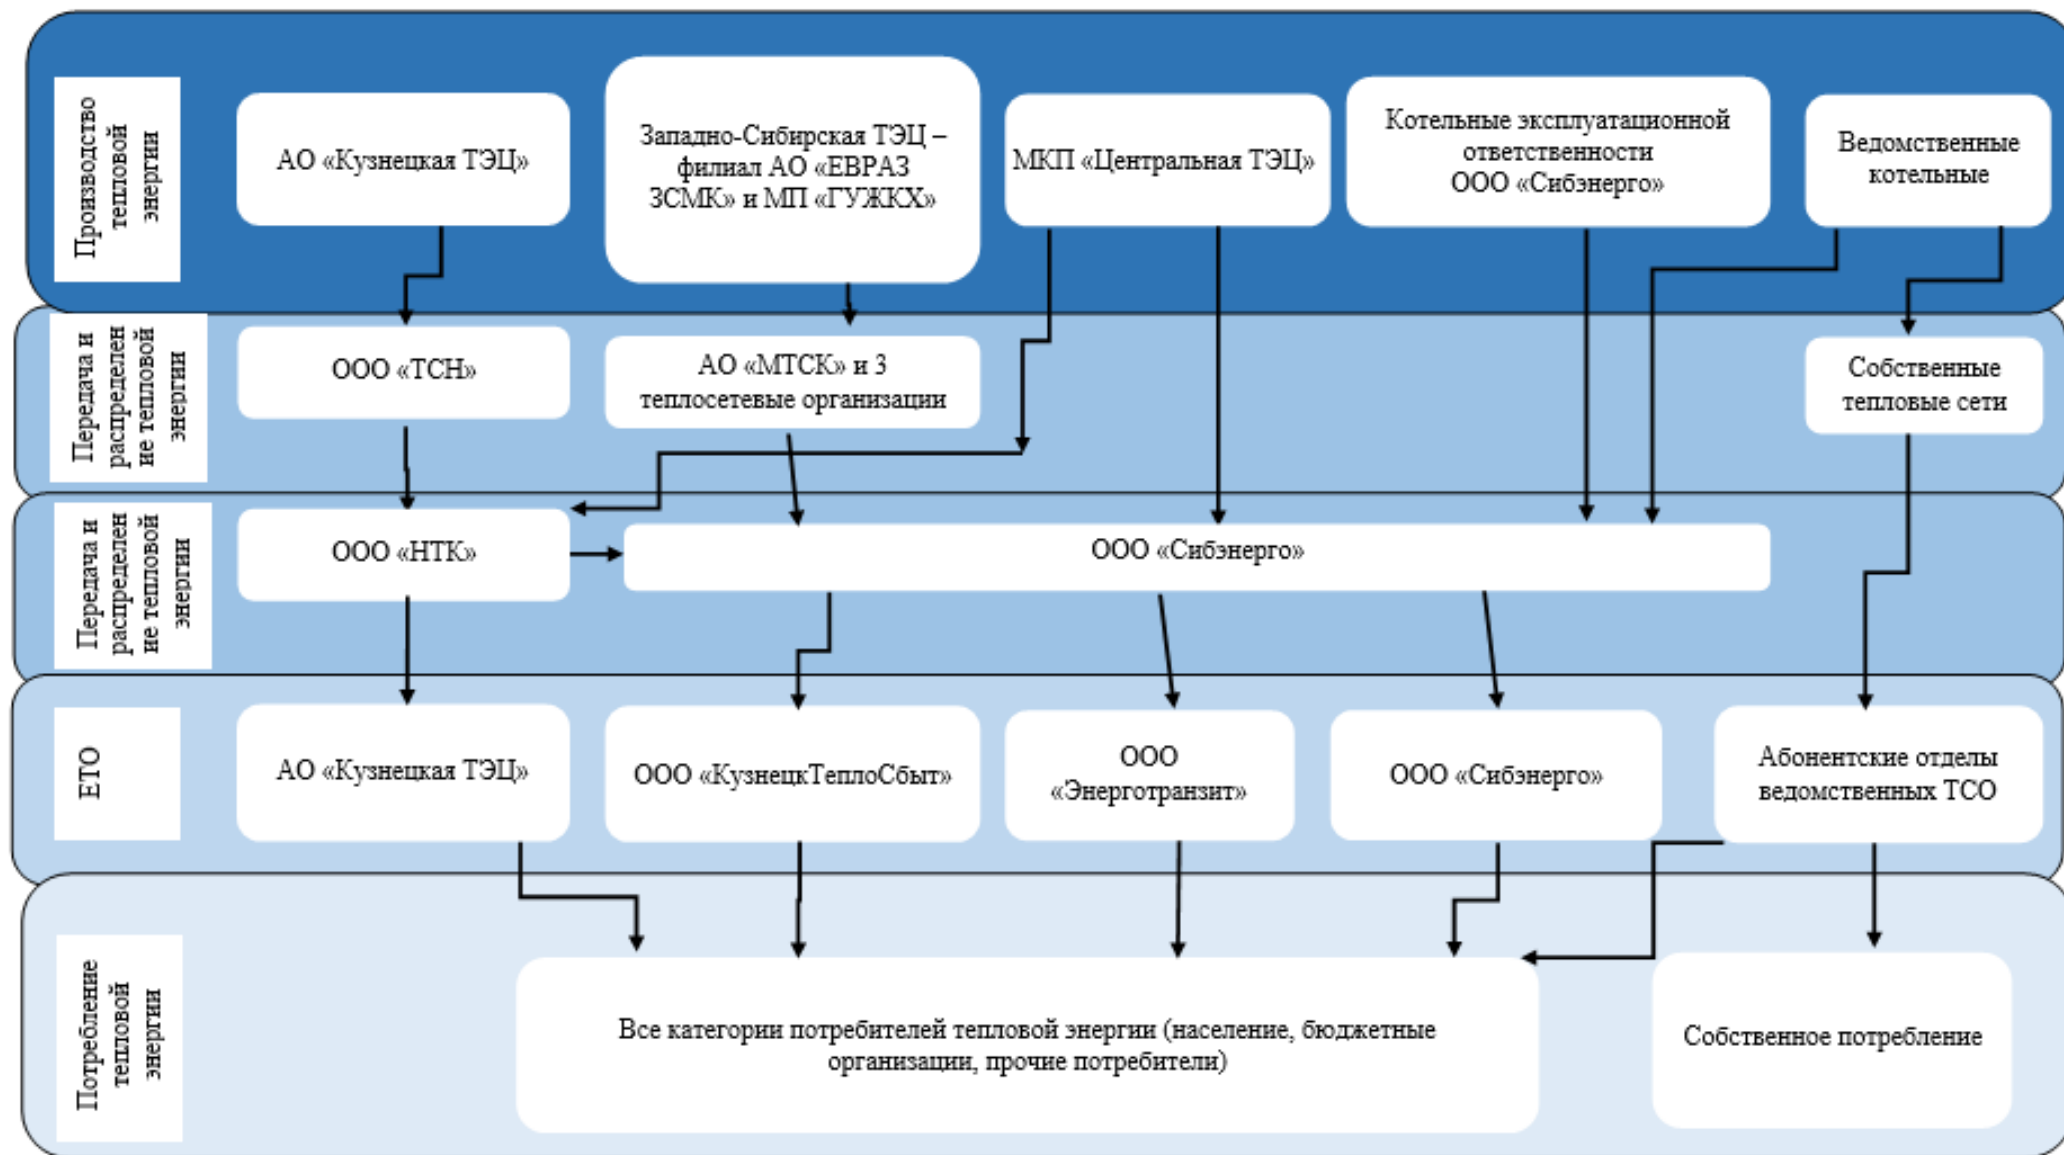 Производство
тепловой
энергии
АО «Кузнецкая ТЭЦ»
Западно-Сибирская ТЭЦ –
филиал АО «ЕВРАЗ
ЗСМК» и МП «ГУЖКХ»
МКП «Центральная ТЭЦ»
Котельные эксплуатационной
ответственности
ООО «Сибэнерго»
Ведомственные
котельные
Передача и
распределен
ие тепловой
энергии
ООО «ТСН»
АО «МТСК» и 3
теплосетевые организации
Собственные
тепловые сети
Передача и
распределен
ие тепловой
энергии
ООО «НТК»
ООО «Сибэнерго»
ЕТО
АО «Кузнецкая ТЭЦ»
ООО «КузнецкТеплоСбыт»
ООО
«Энерготранзит»
ООО «Сибэнерго»
Абонентские отделы
ведомственных ТСО
Потребление
тепловой
энергии
Все категории потребителей тепловой энергии (население, бюджетные
организации, прочие потребители)
Собственное потребление